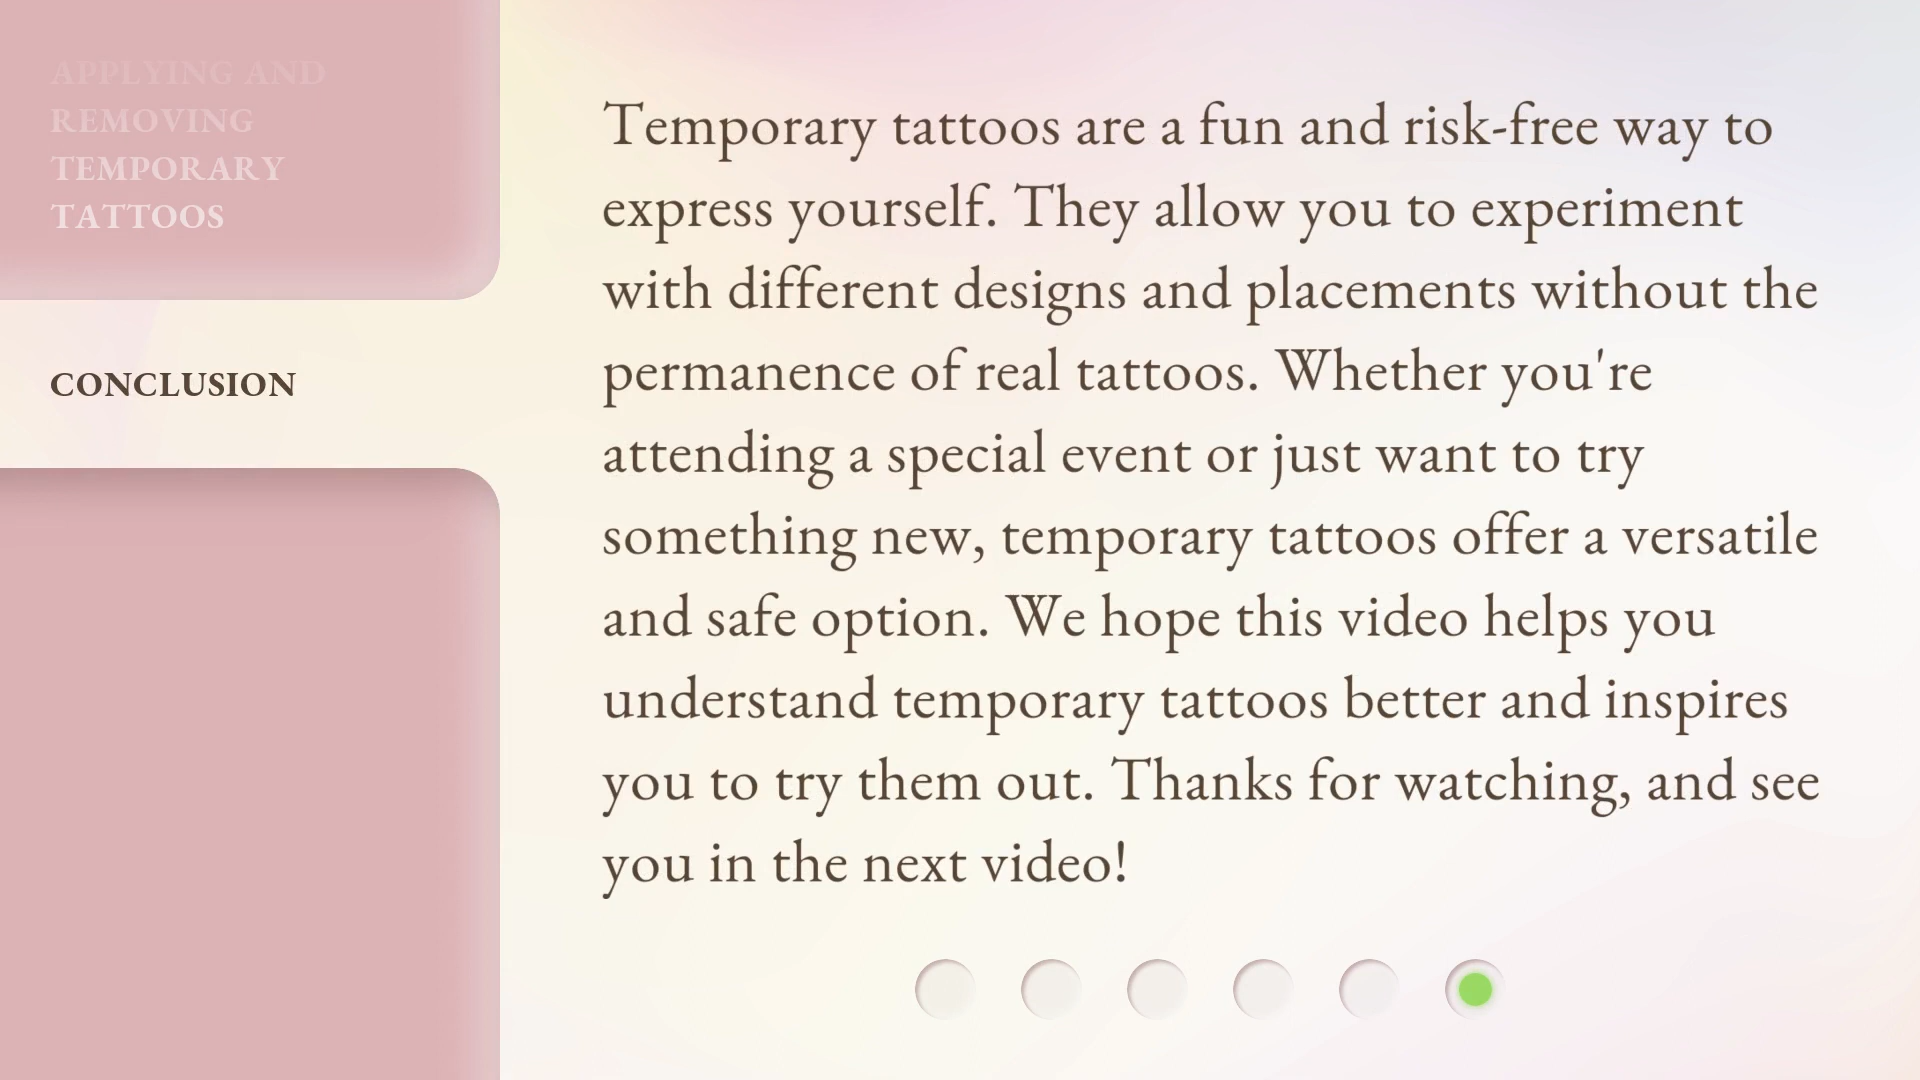 APPLYING AND
REMOVING
TEMPORARY
TATTOOS
CONCLUSION
Temporary tattoos are a fun and risk-free way to
express yourself. They allow you to experiment
with different designs and placements without the
permanence of real tattoos. Whether you're
attending a special event or just want to try
something new, temporary tattoos offer a versatile
and safe option. We hope this video helps you
understand temporary tattoos better and inspires
you to try them out. Thanks for watching, and see
you in the next video!